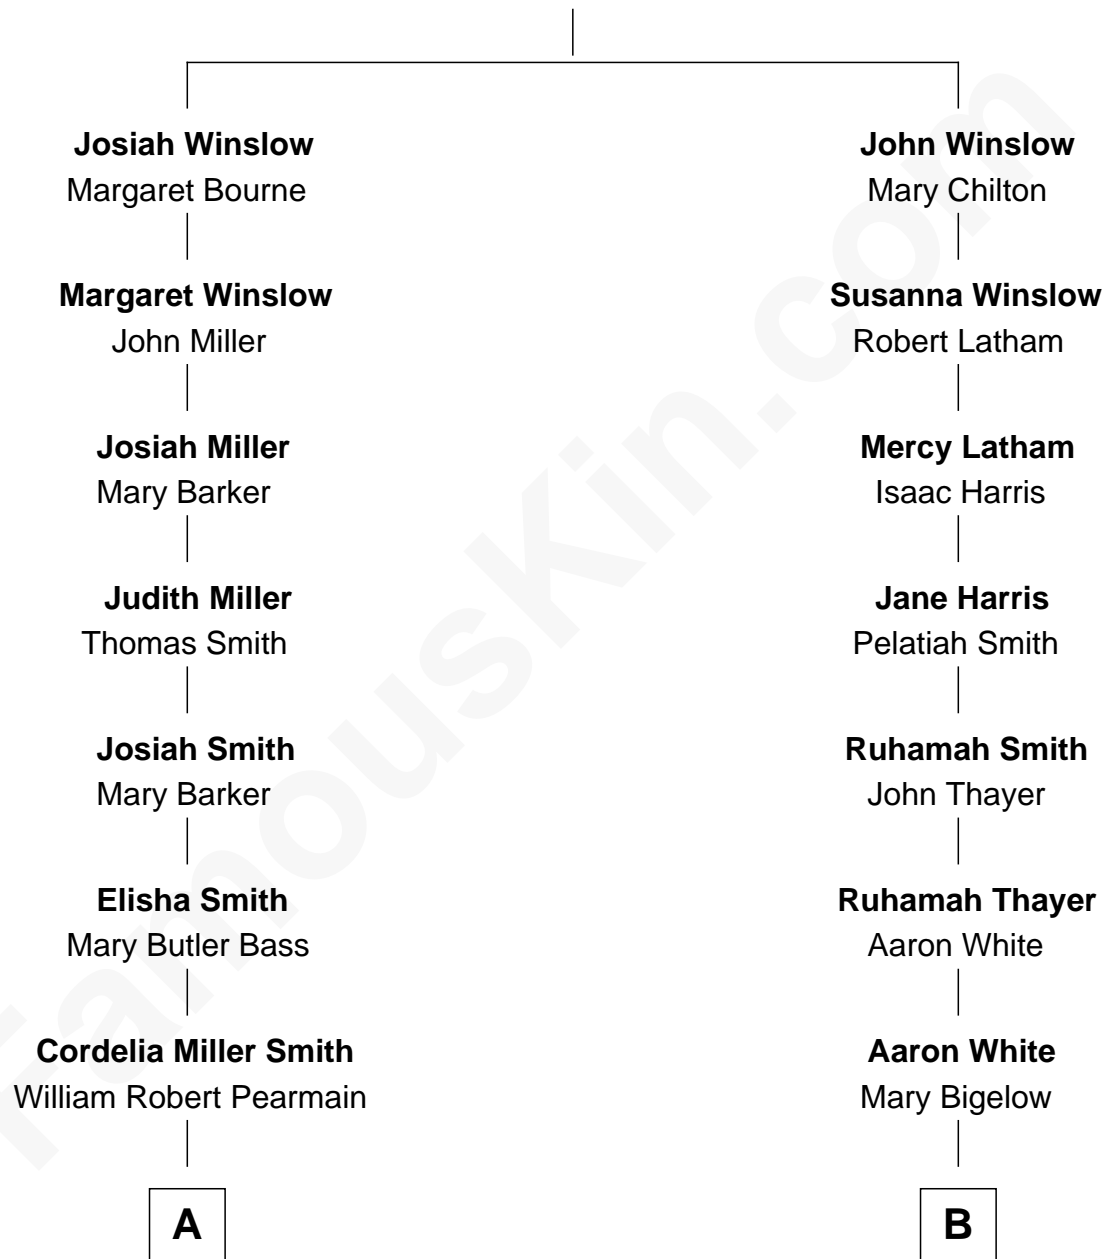 Josiah Winslow
Margaret Bourne
Margaret Winslow
John Miller
Josiah Miller
Mary Barker
Judith Miller
Thomas Smith
Josiah Smith
Mary Barker
Elisha Smith
Mary Butler Bass
Cordelia Miller Smith
William Robert Pearmain
A
John Winslow
Mary Chilton
Susanna Winslow
Robert Latham
Mercy Latham
Isaac Harris
Jane Harris
Pelatiah Smith
Ruhamah Smith
John Thayer
Ruhamah Thayer
Aaron White
Aaron White
Mary Bigelow
B
FamousKin.com